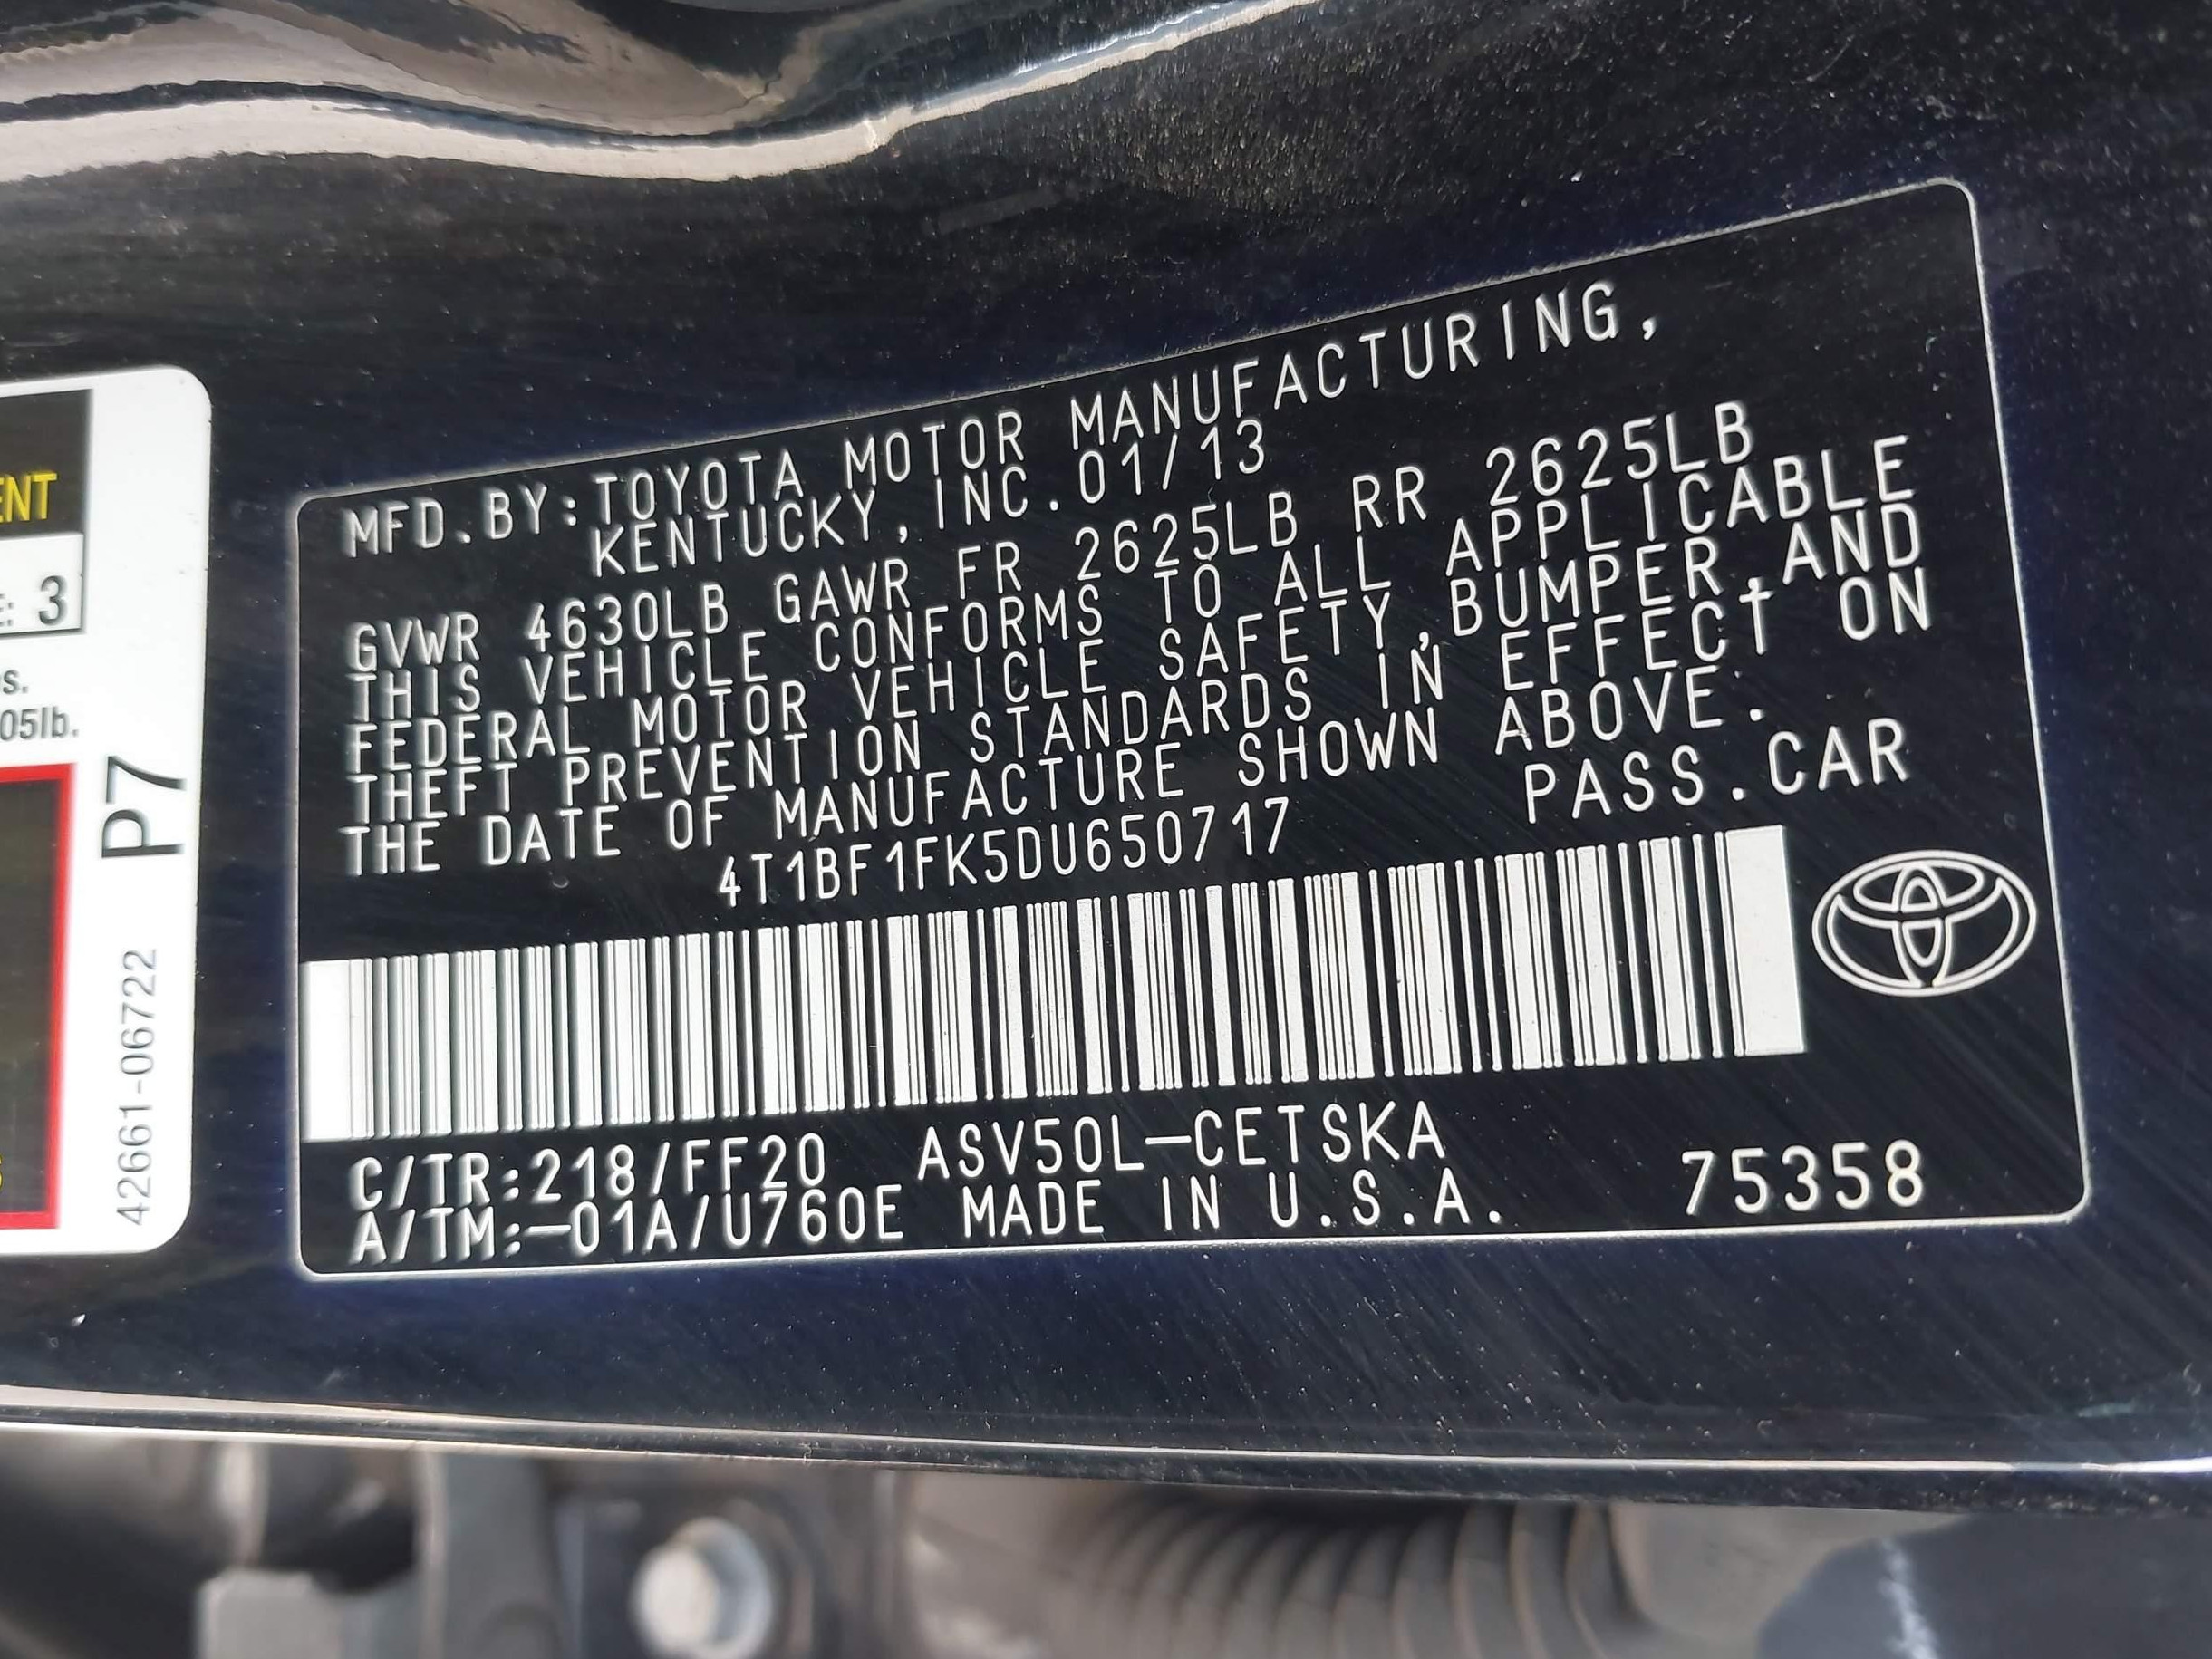 ENT
E: 3
s.
05lb.
P7
42661-06722
MFD.BY:TOYOTA MOTOR MANUFACTURING,
KENTUCKY,INC.01/13
GVWR 4630LB GAWR FR 2625LB RR 2625LB
THIS VEHICLE CONFORMS TO ALL APPLICABLE
FEDERAL MOTOR VEHICLE SAFETY,BUMPER,AND
THEFT PREVENTION STANDARDS IN EFFECT ON
THE DATE OF MANUFACTURE SHOWN ABOVE.
4T1BF1FK5DU650717 PASS.CAR
C/TR:218/FF20 ASV50L-CETSKA
A/TM:-01A/U760E MADE IN U.S.A. 75358